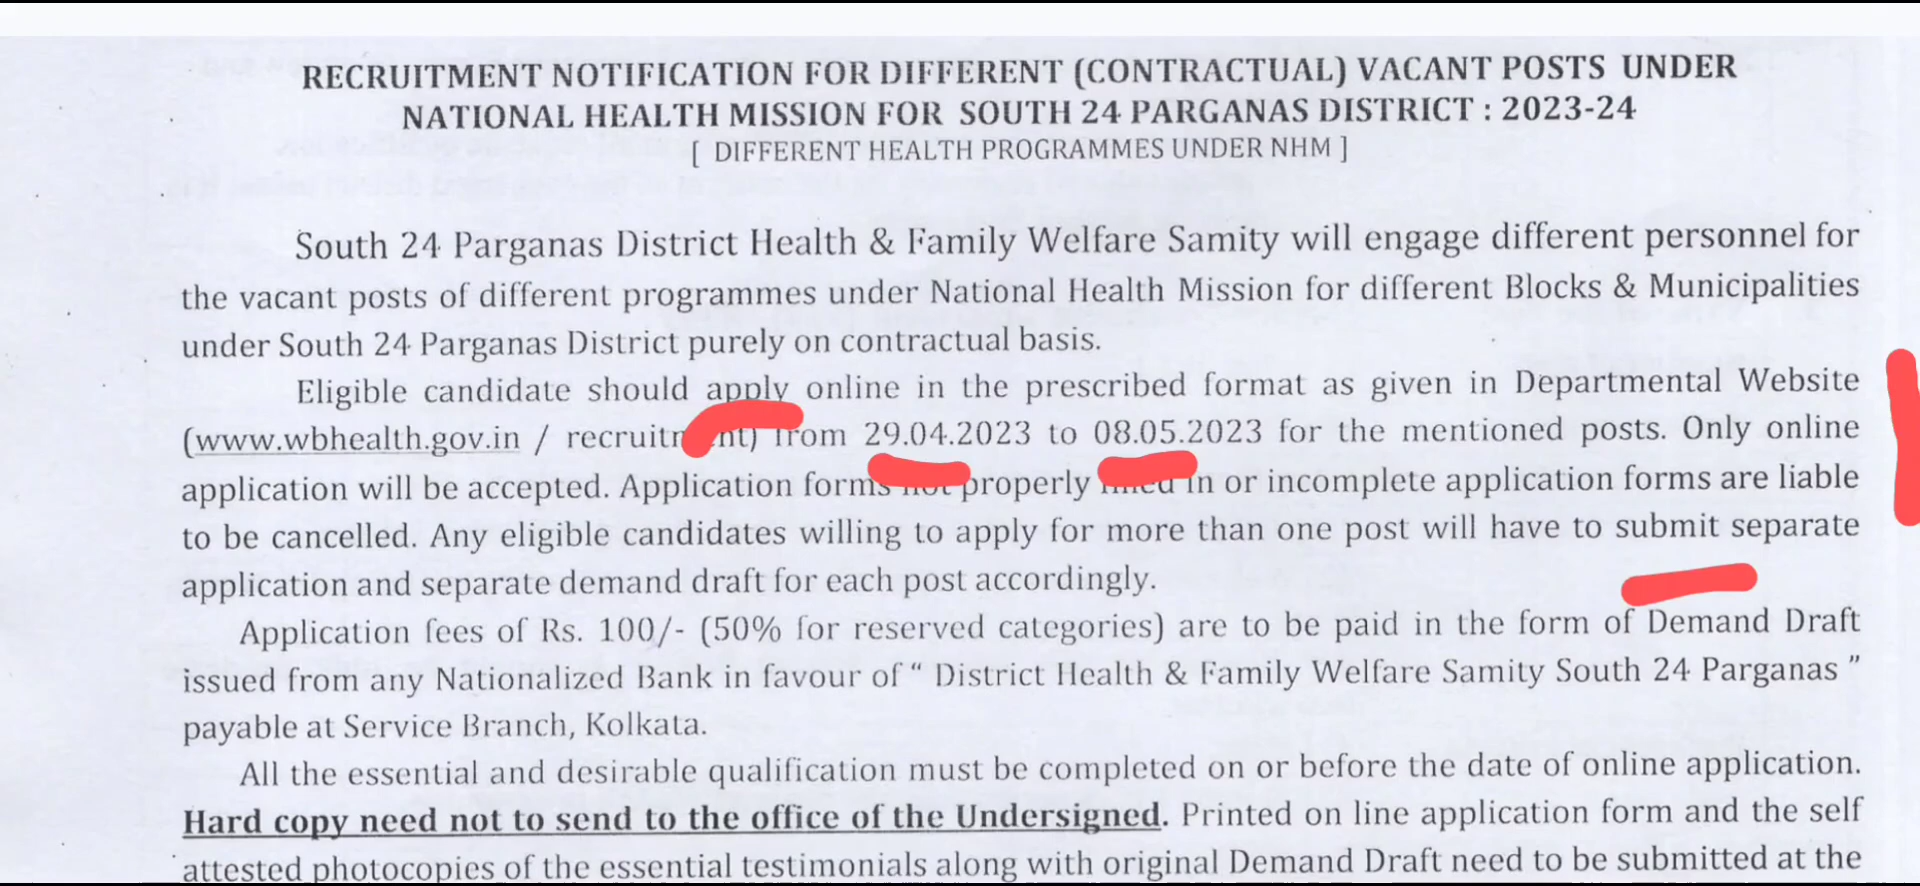 RECRUITMENT NOTIFICATION FOR DIFFERENT (CONTRACTUAL) VACANT POSTS UNDER
NATIONAL HEALTH MISSION FOR SOUTH 24 PARGANAS DISTRICT : 2023-24
[ DIFFERENT HEALTH PROGRAMMES UNDER NHM ]
South 24 Parganas District Health & Family Welfare Samity will engage different personnel for
the vacant posts of different programmes under National Health Mission for different Blocks & Municipalities
under South 24 Parganas District purely on contractual basis.
Eligible candidate should apply online in the prescribed format as given in Departmental Website
(www.wbhealth.gov.in / recruitment) from 29.04.2023 to 08.05.2023 for the mentioned posts. Only online
application will be accepted. Application forms not properly filled in or incomplete application forms are liable
to be cancelled. Any eligible candidates willing to apply for more than one post will have to submit separate
application and separate demand draft for each post accordingly.
Application fees of Rs. 100/- (50% for reserved categories) are to be paid in the form of Demand Draft
issued from any Nationalized Bank in favour of “ District Health & Family Welfare Samity South 24 Parganas ”
payable at Service Branch, Kolkata.
All the essential and desirable qualification must be completed on or before the date of online application.
Hard copy need not to send to the office of the Undersigned. Printed on line application form and the self
attested photocopies of the essential testimonials along with original Demand Draft need to be submitted at the